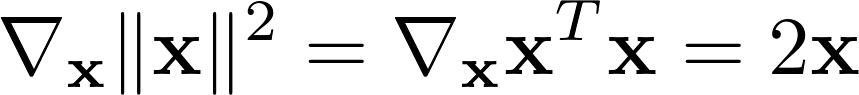 ∇ₓ‖𝐱‖² = ∇ₓ𝐱ᵀ𝐱 = 2𝐱